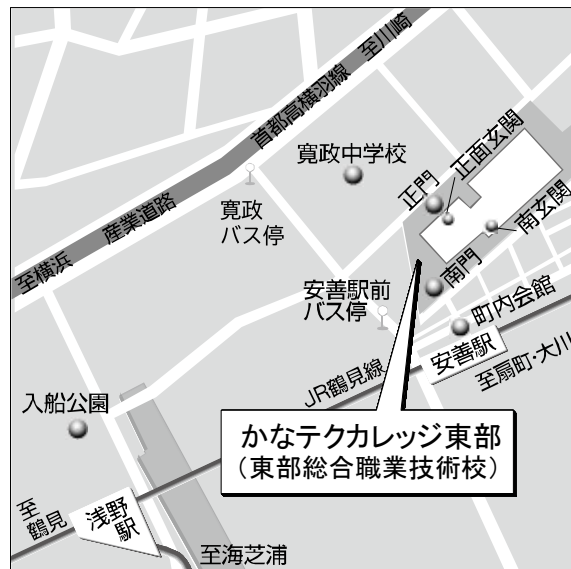 至川崎
首都高横羽線
産業道路
至横浜
寛政中学校
寛政
バス停
正門
正面玄関
南玄関
南門
安善駅前
バス停
町内会館
安善駅
至扇町・大川
JR鶴見線
入船公園
かなテクカレッジ東部
（東部総合職業技術校）
至
鶴見
浅野
駅
至海芝浦